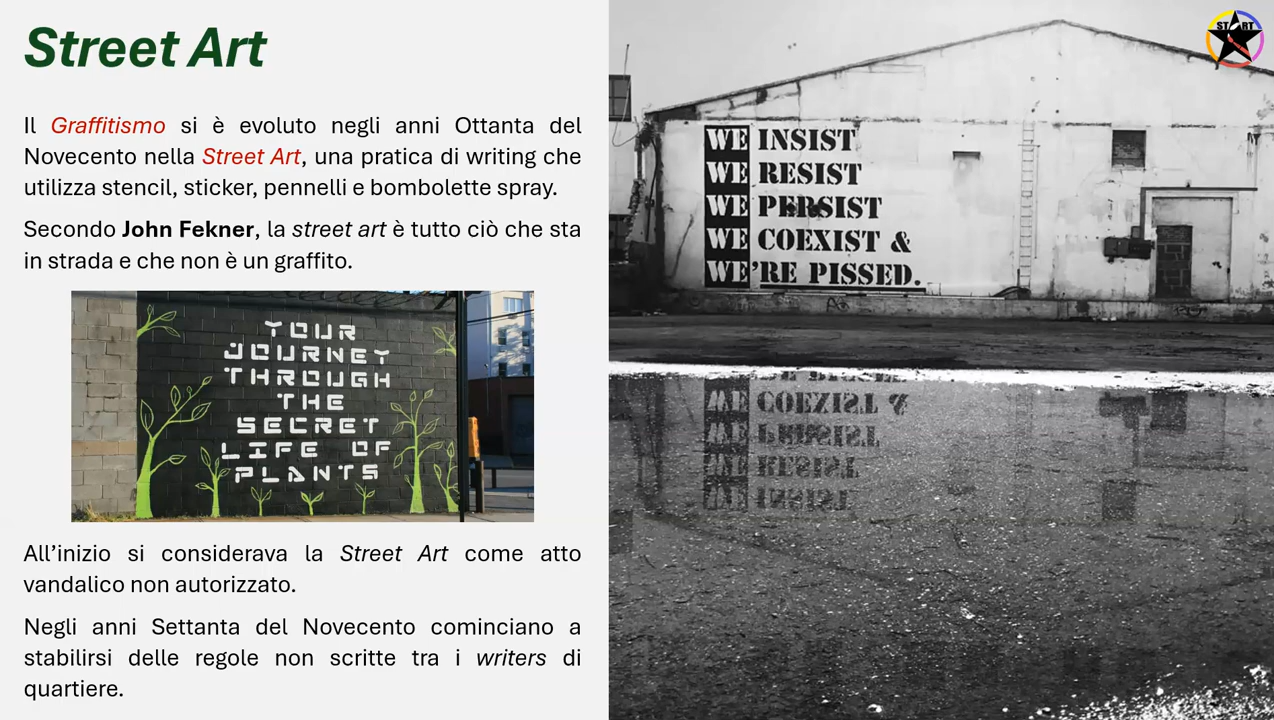 Street Art
Il Graffitismo si è evoluto negli anni Ottanta del
Novecento nella Street Art, una pratica di writing che
utilizza stencil, sticker, pennelli e bombolette spray.
Secondo John Fekner, la street art è tutto ciò che sta
in strada e che non è un graffito.
YOUR
JOURNEY
THROUGH
THE
SECRET
LIFE OF
PLANTS
All’inizio si considerava la Street Art come atto
vandalico non autorizzato.
Negli anni Settanta del Novecento cominciano a
stabilirsi delle regole non scritte tra i writers di
quartiere.
START
WE INSIST
WE RESIST
WE PERSIST
WE COEXIST &
WE’RE PISSED.